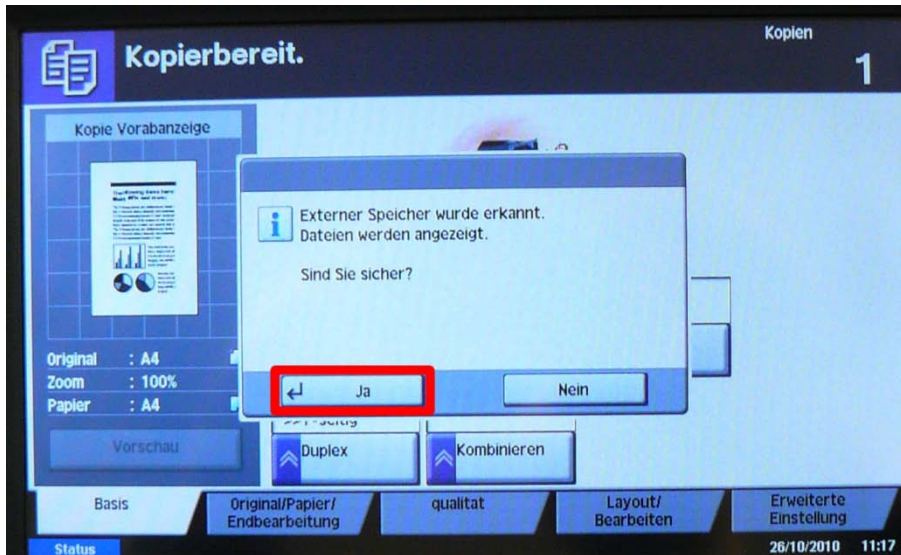 Kopierbereit.
Kopien
1
Kopie Vorabanzeige
Externer Speicher wurde erkannt.
Dateien werden angezeigt.
Sind Sie sicher?
Ja
Nein
Original : A4
Zoom : 100%
Papier : A4
Vorschau
Duplex
Kombinieren
Basis
Original/Papier/
Endbearbeitung
qualitat
Layout/
Bearbeiten
Erweiterte
Einstellung
Status
26/10/2010 11:17